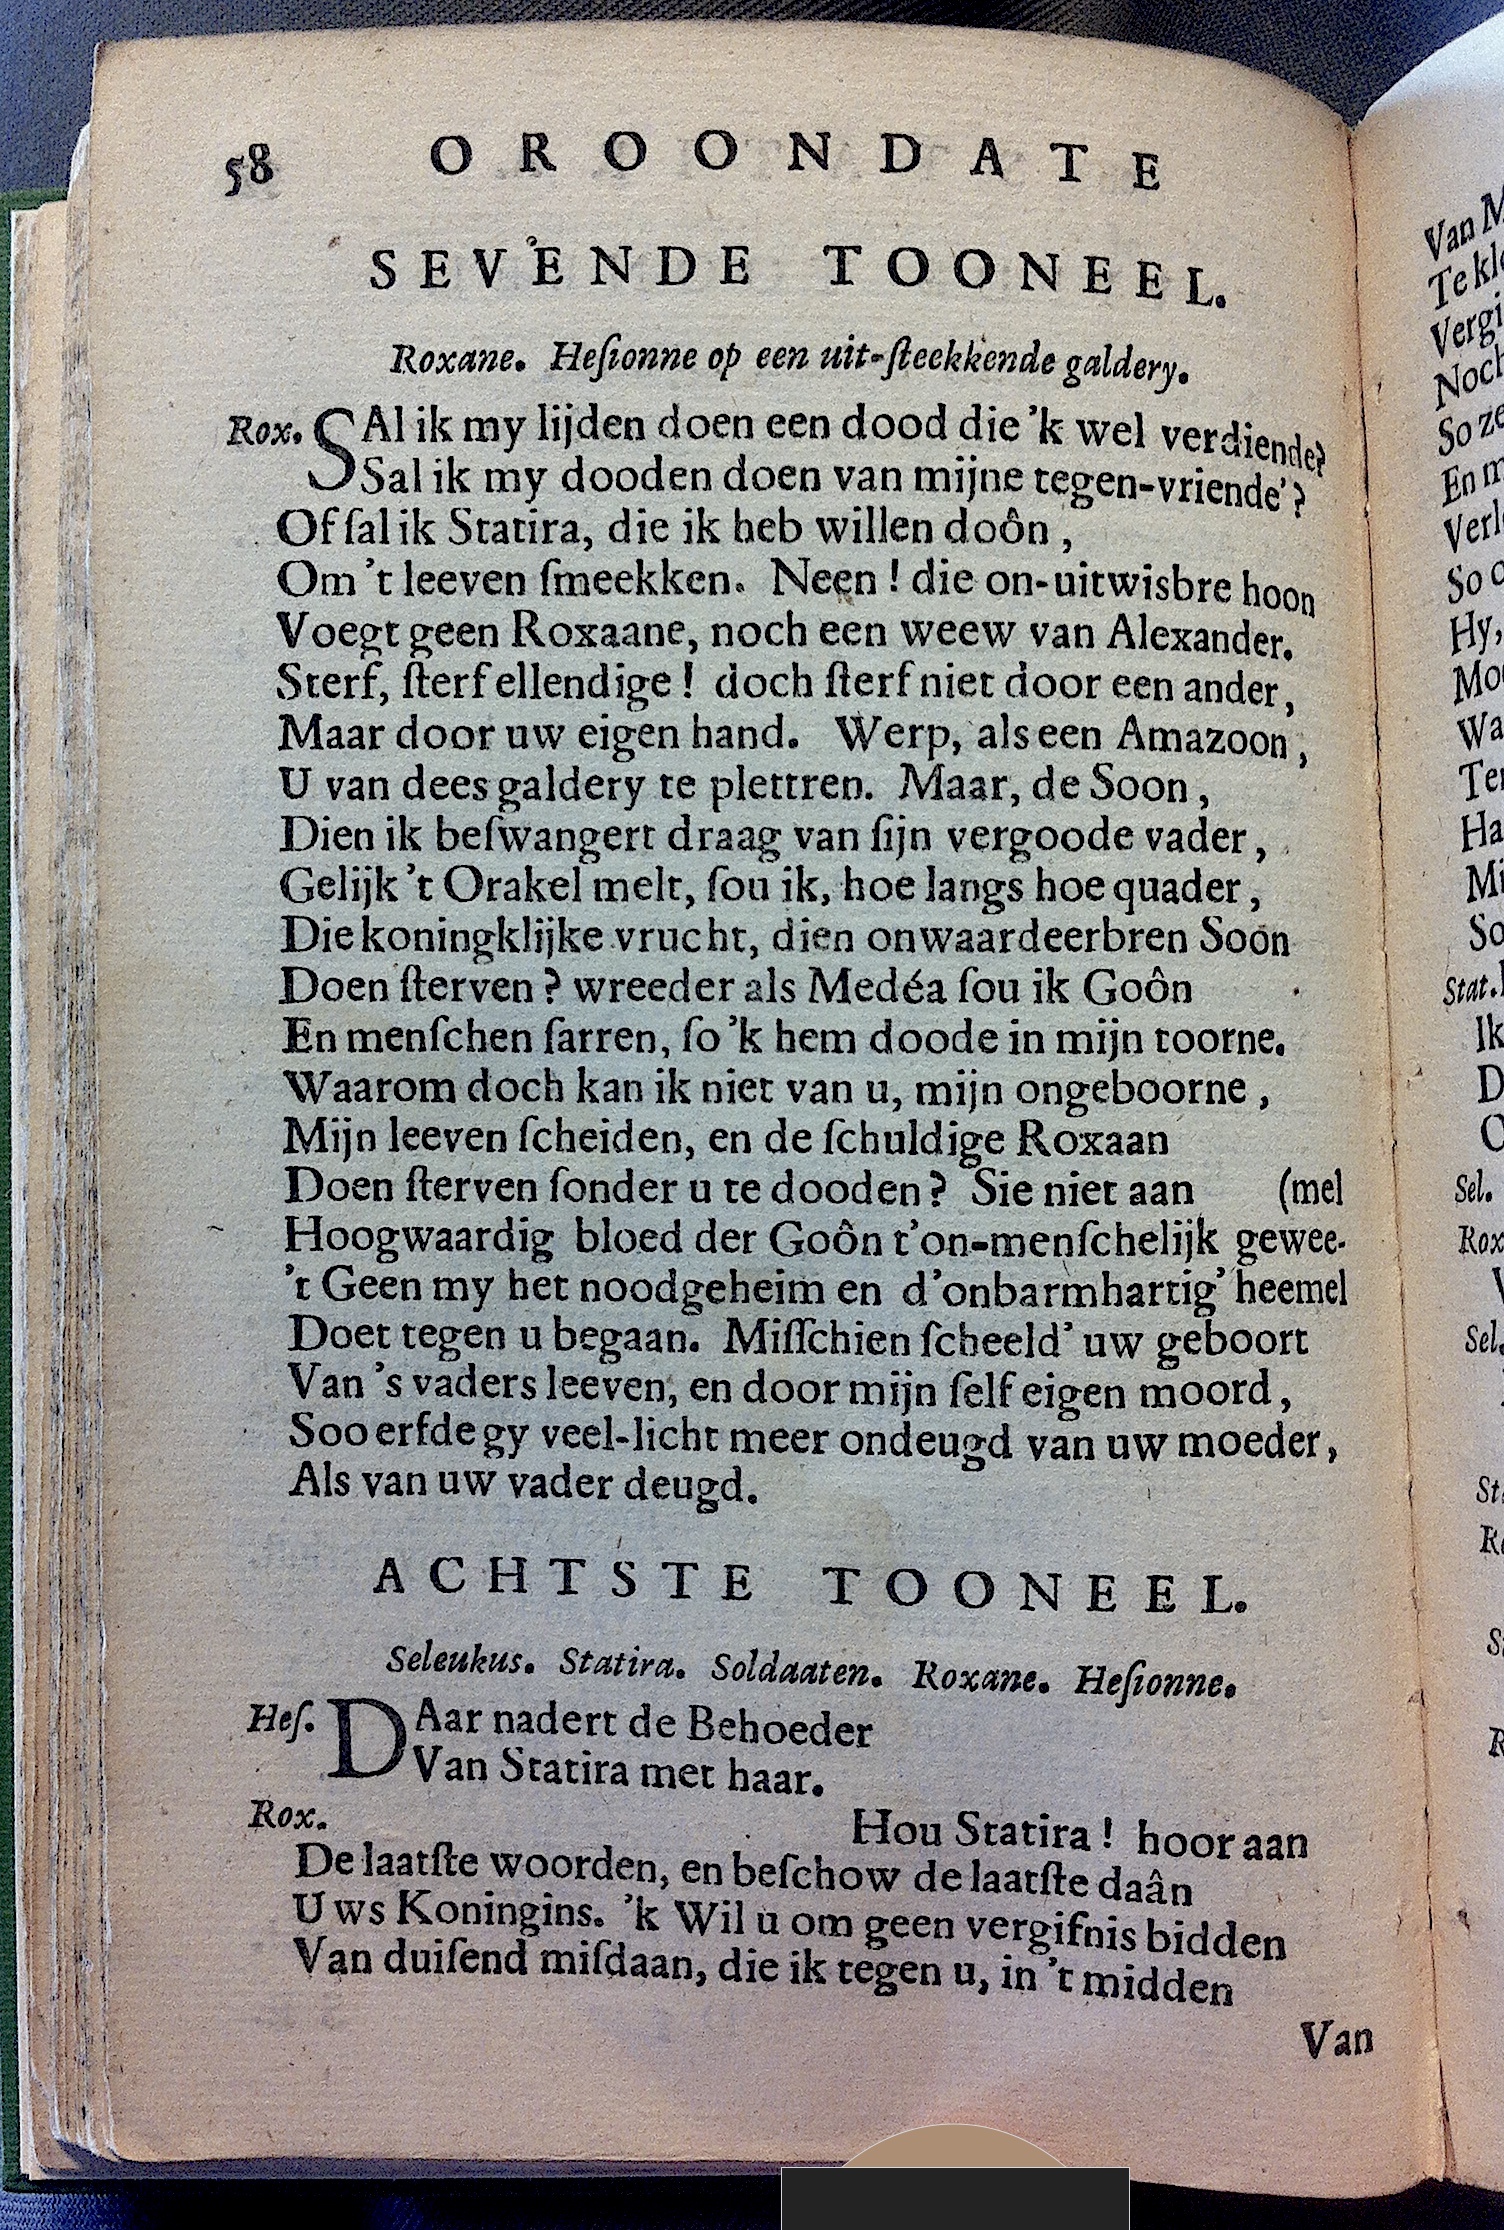 58 OROONDATE
SEVENDE TOONEEL.
Roxane. Heſionne op een uit-ſteekkende galdery.
Rox. SAl ik my lijden doen een dood die 'k wel verdiende?
Sal ik my dooden doen van mijne tegen-vriende'?
Of ſal ik Statira, die ik heb willen doôn,
Om 't leeven ſmeekken. Neen! die on-uitwisbre hoon
Voegt geen Roxaane, noch een weew van Alexander.
Sterf, ſterf ellendige! doch ſterf niet door een ander,
Maar door uw eigen hand. Werp, als een Amazoon,
U van dees galdery te plettren. Maar, de Soon,
Dien ik beſwangert draag van ſijn vergoode vader,
Gelijk 't Orakel melt, ſou ik, hoe langs hoe quader,
Die koningklijke vrucht, dien onwaardeerbren Soon
Doen ſterven? wreeder als Medéa ſou ik Goôn
En menſchen ſarren, ſo 'k hem doode in mijn toorne.
Waarom doch kan ik niet van u, mijn ongeboorne,
Mijn leeven ſcheiden, en de ſchuldige Roxaan
Doen ſterven ſonder u te dooden? Sie niet aan (mel
Hoogwaardig bloed der Goôn t'on-menſchelijk gewee-
't Geen my het noodgeheim en d'onbarmhartig' heemel
Doet tegen u begaan. Miſſchien ſcheeld' uw geboort
Van 's vaders leeven, en door mijn ſelf eigen moord,
Soo erfde gy veel-licht meer ondeugd van uw moeder,
Als van uw vader deugd.
ACHTSTE TOONEEL.
Seleukus. Statira. Soldaaten. Roxane. Heſionne.
Heſ. DAar nadert de Behoeder
Van Statira met haar.
Rox. Hou Statira! hoor aan
De laatſte woorden, en beſchow de laatſte daân
Uws Koningins. 'k Wil u om geen vergifnis bidden
Van duiſend miſdaan, die ik tegen u, in 't midden
Van
Van
Te
Noch
So
Verl
So
Hy,
Stat.
Ik
Sel.
Rox
Sel.